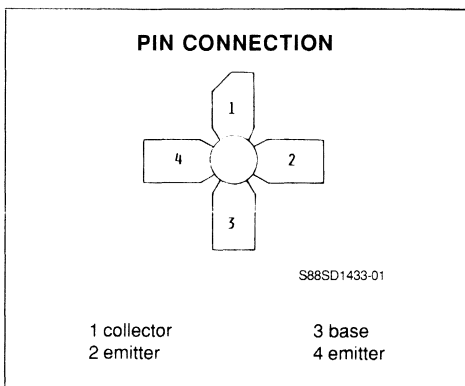 PIN CONNECTION
1
4
2
3
S88SD1433-01
1 collector
3 base
2 emitter
4 emitter